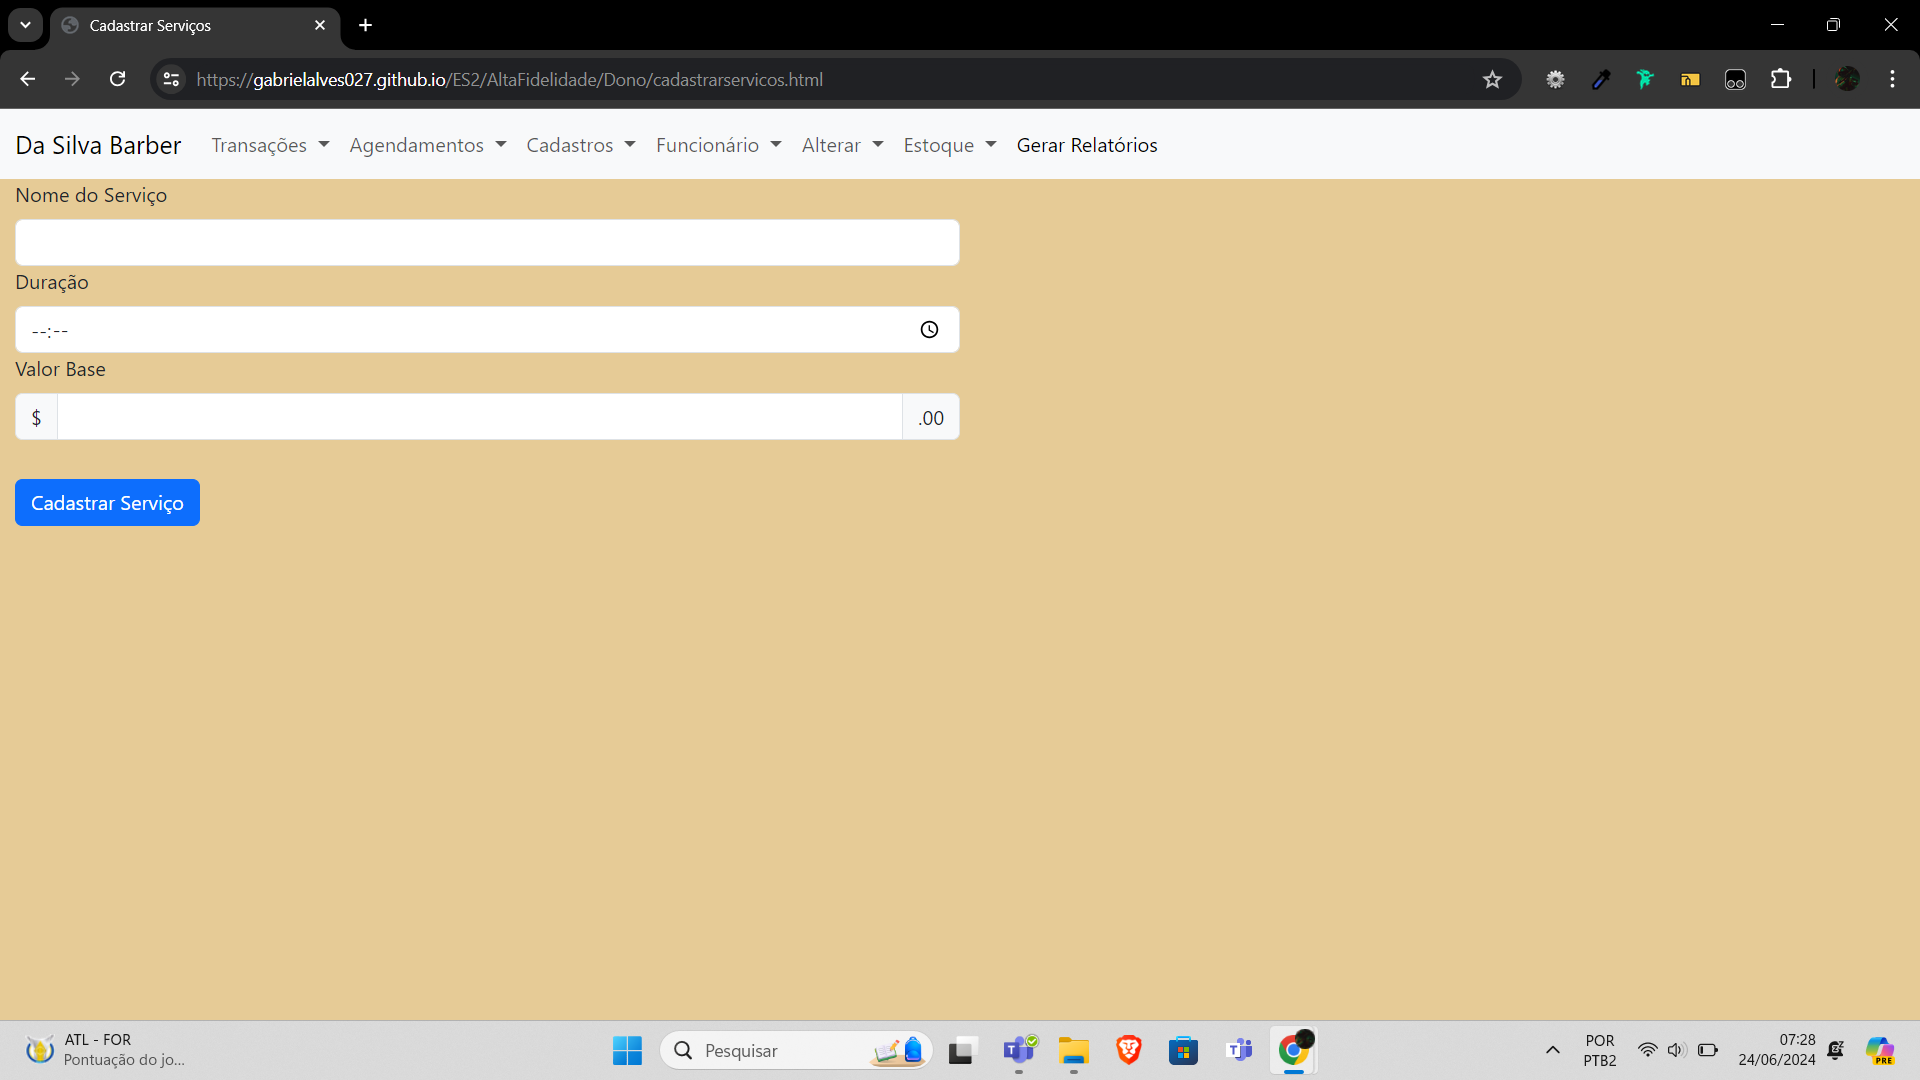 Cadastrar Serviços
https://gabrielalves027.github.io/ES2/AltaFidelidade/Dono/cadastrarservicos.html
Da Silva Barber Transações Agendamentos Cadastros Funcionário Alterar Estoque Gerar Relatórios
Nome do Serviço
Duração
--:--
Valor Base
$ .00
Cadastrar Serviço
ATL - FOR
Pontuação do jo...
Pesquisar
POR
PTB2
07:28
24/06/2024
PRE